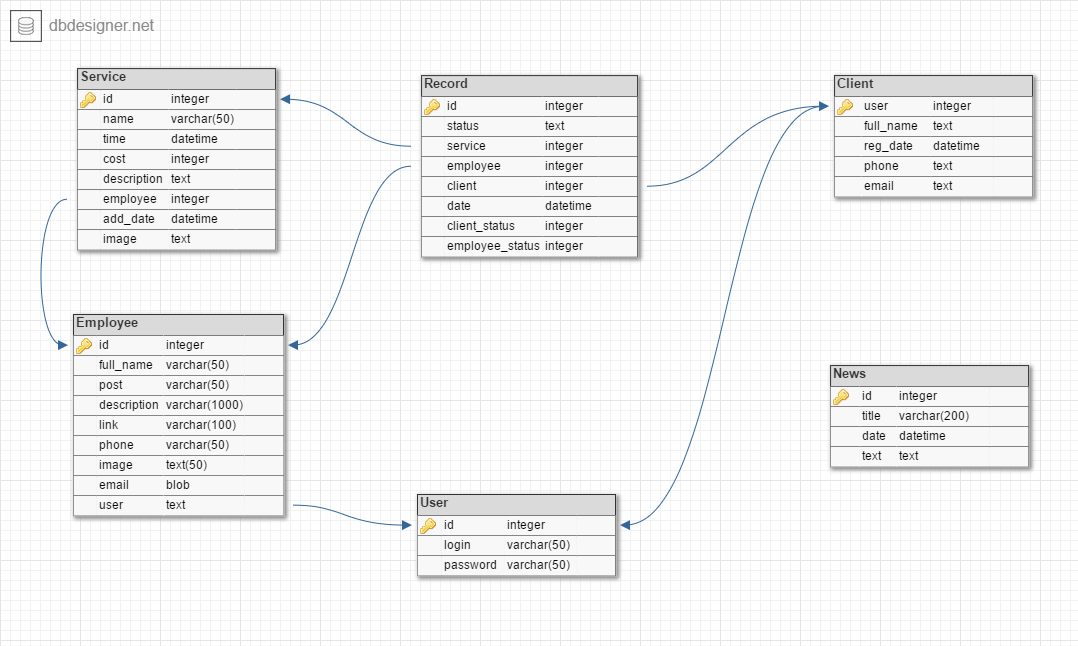 dbdesigner.net
Service
id integer
name varchar(50)
time datetime
cost integer
description text
employee integer
add_date datetime
image text
Record
id integer
status text
service integer
employee integer
client integer
date datetime
client_status integer
employee_status integer
Client
user integer
full_name text
reg_date datetime
phone text
email text
Employee
id integer
full_name varchar(50)
post varchar(50)
description varchar(1000)
link varchar(100)
phone varchar(50)
image text(50)
email blob
user text
News
id integer
title varchar(200)
date datetime
text text
User
id integer
login varchar(50)
password varchar(50)